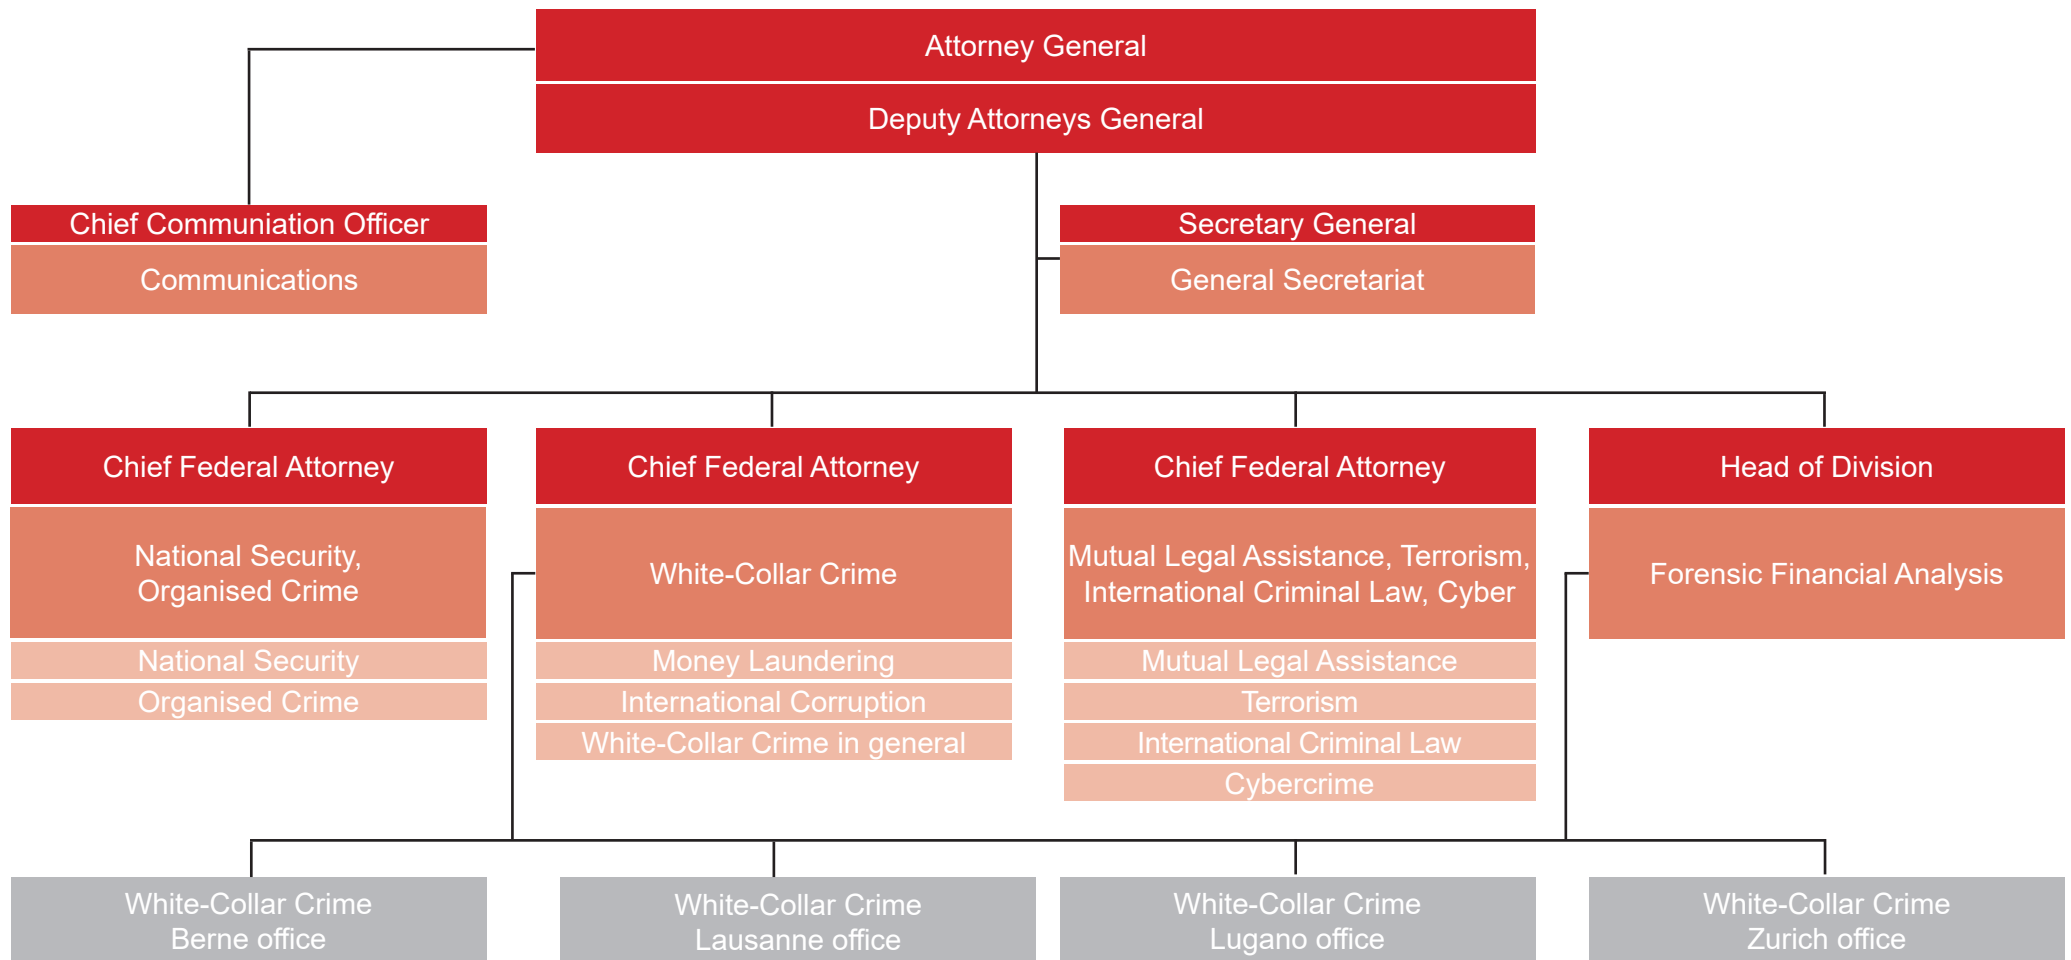 Attorney General
Deputy Attorneys General
Chief Communiation Officer
Communications
Secretary General
General Secretariat
Chief Federal Attorney
National Security,
Organised Crime
National Security
Organised Crime
Chief Federal Attorney
White-Collar Crime
Money Laundering
International Corruption
White-Collar Crime in general
Chief Federal Attorney
Mutual Legal Assistance, Terrorism,
International Criminal Law, Cyber
Mutual Legal Assistance
Terrorism
International Criminal Law
Cybercrime
Head of Division
Forensic Financial Analysis
White-Collar Crime
Berne office
White-Collar Crime
Lausanne office
White-Collar Crime
Lugano office
White-Collar Crime
Zurich office